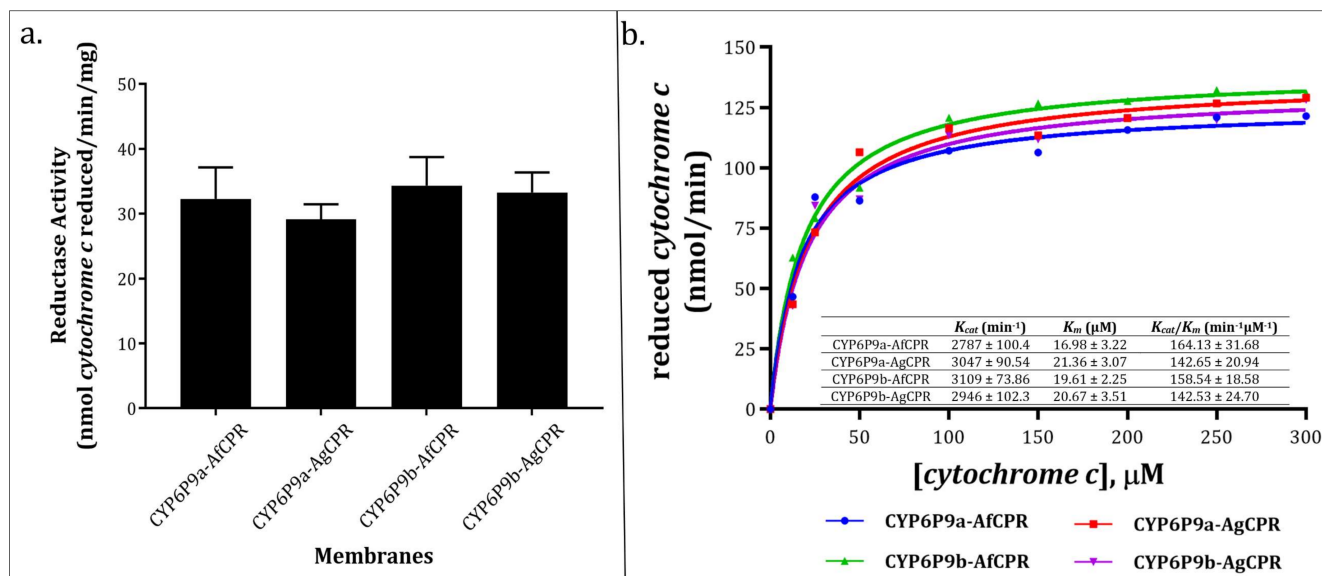 a.
Reductase Activity
(nmol cytochrome c reduced/min/mg)
50
40
30
20
10
0
CYP6P9a-AfCPR
CYP6P9a-AgCPR
CYP6P9b-AfCPR
CYP6P9b-AgCPR
Membranes
b.
reduced cytochrome c
(nmol/min)
150
125
100
75
50
25
0
Kcat (min-1) Km (µM) Kcat/Km (min-1µM-1)
CYP6P9a-AfCPR 2787 ± 100.4 16.98 ± 3.22 164.13 ± 31.68
CYP6P9a-AgCPR 3047 ± 90.54 21.36 ± 3.07 142.65 ± 20.94
CYP6P9b-AfCPR 3109 ± 73.86 19.61 ± 2.25 158.54 ± 18.58
CYP6P9b-AgCPR 2946 ± 102.3 20.67 ± 3.51 142.53 ± 24.70
0 50 100 150 200 250 300
[cytochrome c], µM
CYP6P9a-AfCPR CYP6P9a-AgCPR
CYP6P9b-AfCPR CYP6P9b-AgCPR